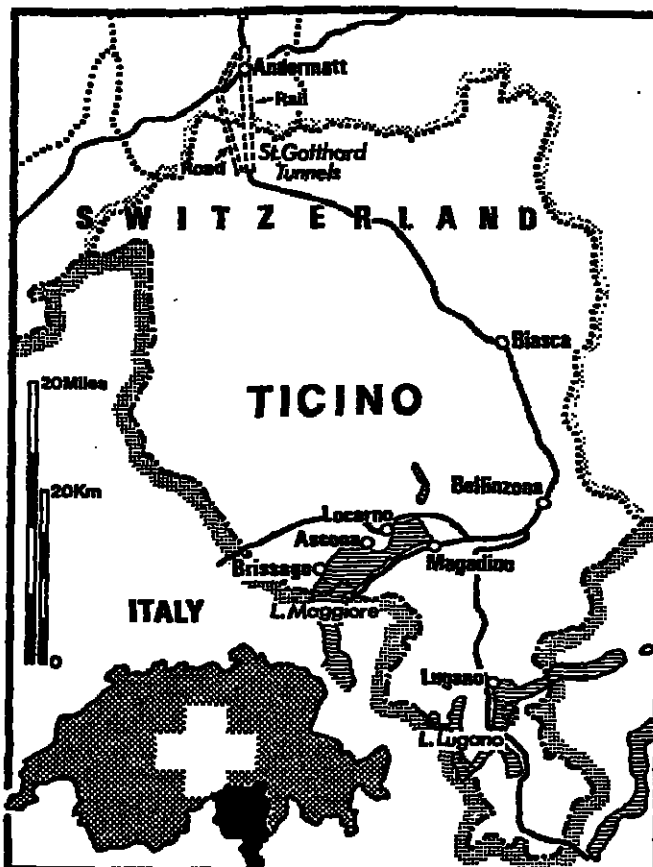 Andermatt
Rail
St.Gotthard
Tunnels
Road
SWITZERLAND
Biasca
20Miles
TICINO
20Km
Bellinzona
Locarno
Ascona
Magadino
Brissago
L.Maggiore
ITALY
0
Lugano
L.Lugano